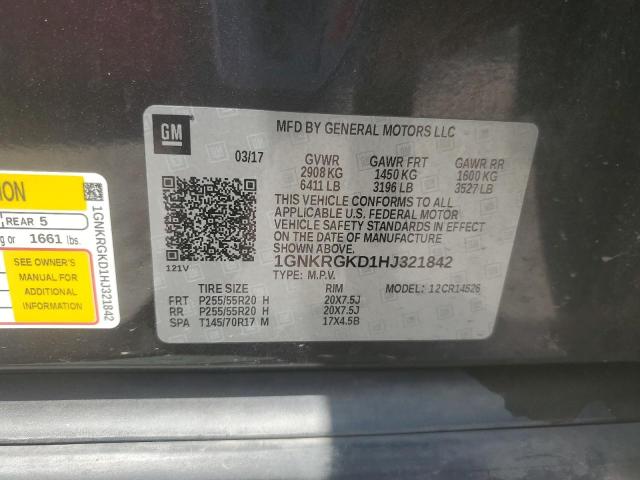 GM
MFD BY GENERAL MOTORS LLC
03/17 GVWR GAWR FRT GAWR RR
2908 KG 1450 KG 1600 KG
6411 LB 3196 LB 3527 LB
THIS VEHICLE CONFORMS TO ALL
APPLICABLE U.S. FEDERAL MOTOR
VEHICLE SAFETY STANDARDS IN EFFECT
ON THE DATE OF MANUFACTURE
SHOWN ABOVE.
121V
1GNKRGKD1HJ321842
TYPE: M.P.V.
TIRE SIZE RIM MODEL: 12CR14526
FRT P255/55R20 H 20X7.5J
RR P255/55R20 H 20X7.5J
SPA T145/70R17 M 17X4.5B
REAR 5
or 1661 lbs.
SEE OWNER'S
MANUAL FOR
ADDITIONAL
INFORMATION
1GNKRGKD1HJ321842